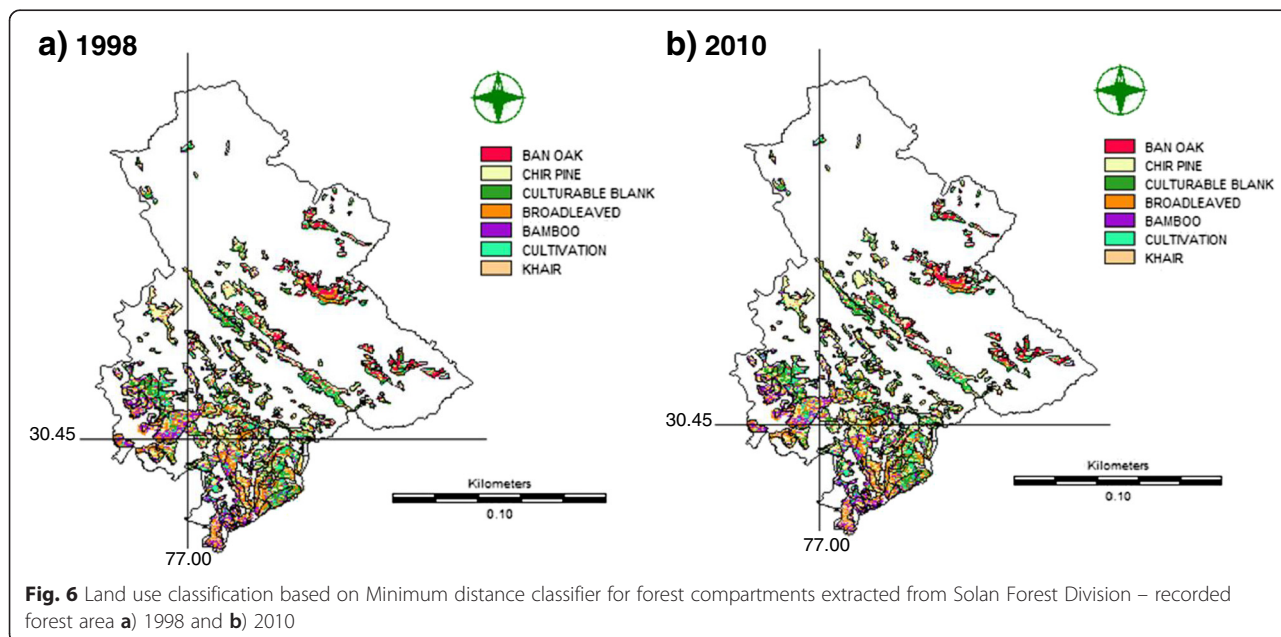 a) 1998
BAN OAK
CHIR PINE
CULTURABLE BLANK
BROADLEAVED
BAMBOO
CULTIVATION
KHAIR
30.45
Kilometers
0.10
77.00
b) 2010
BAN OAK
CHIR PINE
CULTURABLE BLANK
BROADLEAVED
BAMBOO
CULTIVATION
KHAIR
30.45
Kilometers
0.10
77.00
Fig. 6 Land use classification based on Minimum distance classifier for forest compartments extracted from Solan Forest Division – recorded
forest area a) 1998 and b) 2010